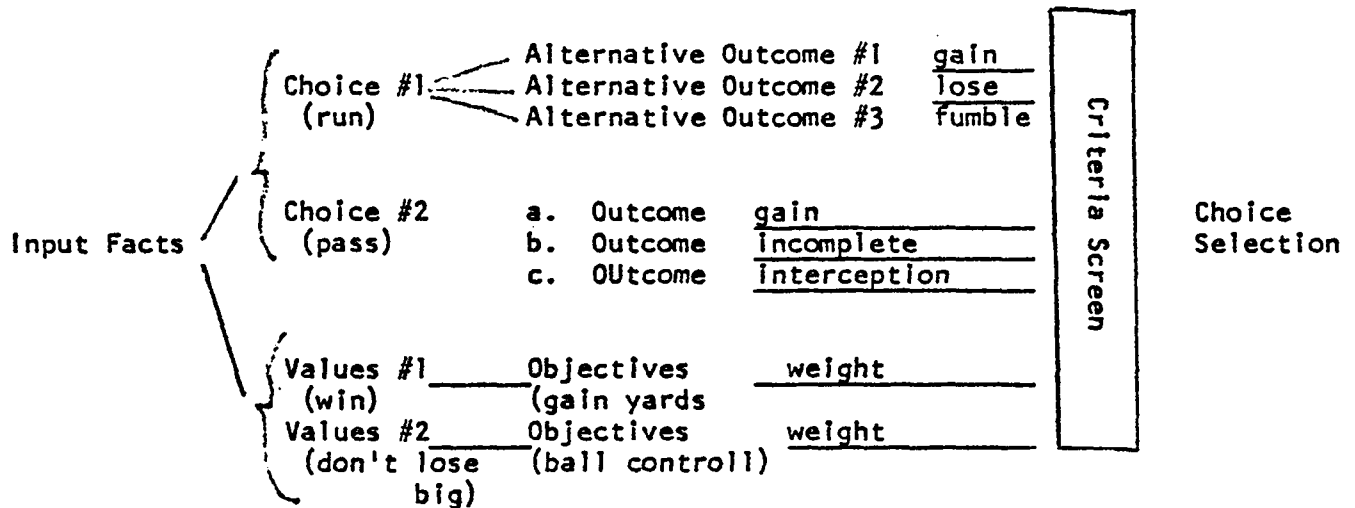 Alternative Outcome #1 gain
Choice #1 Alternative Outcome #2 lose
(run) Alternative Outcome #3 fumble
Choice #2 a. Outcome gain
(pass) b. Outcome incomplete
c. OUtcome interception
Input Facts
Values #1 Objectives weight
(win) (gain yards
Values #2 Objectives weight
(don't lose (ball controll)
big)
Criteria Screen
Choice
Selection